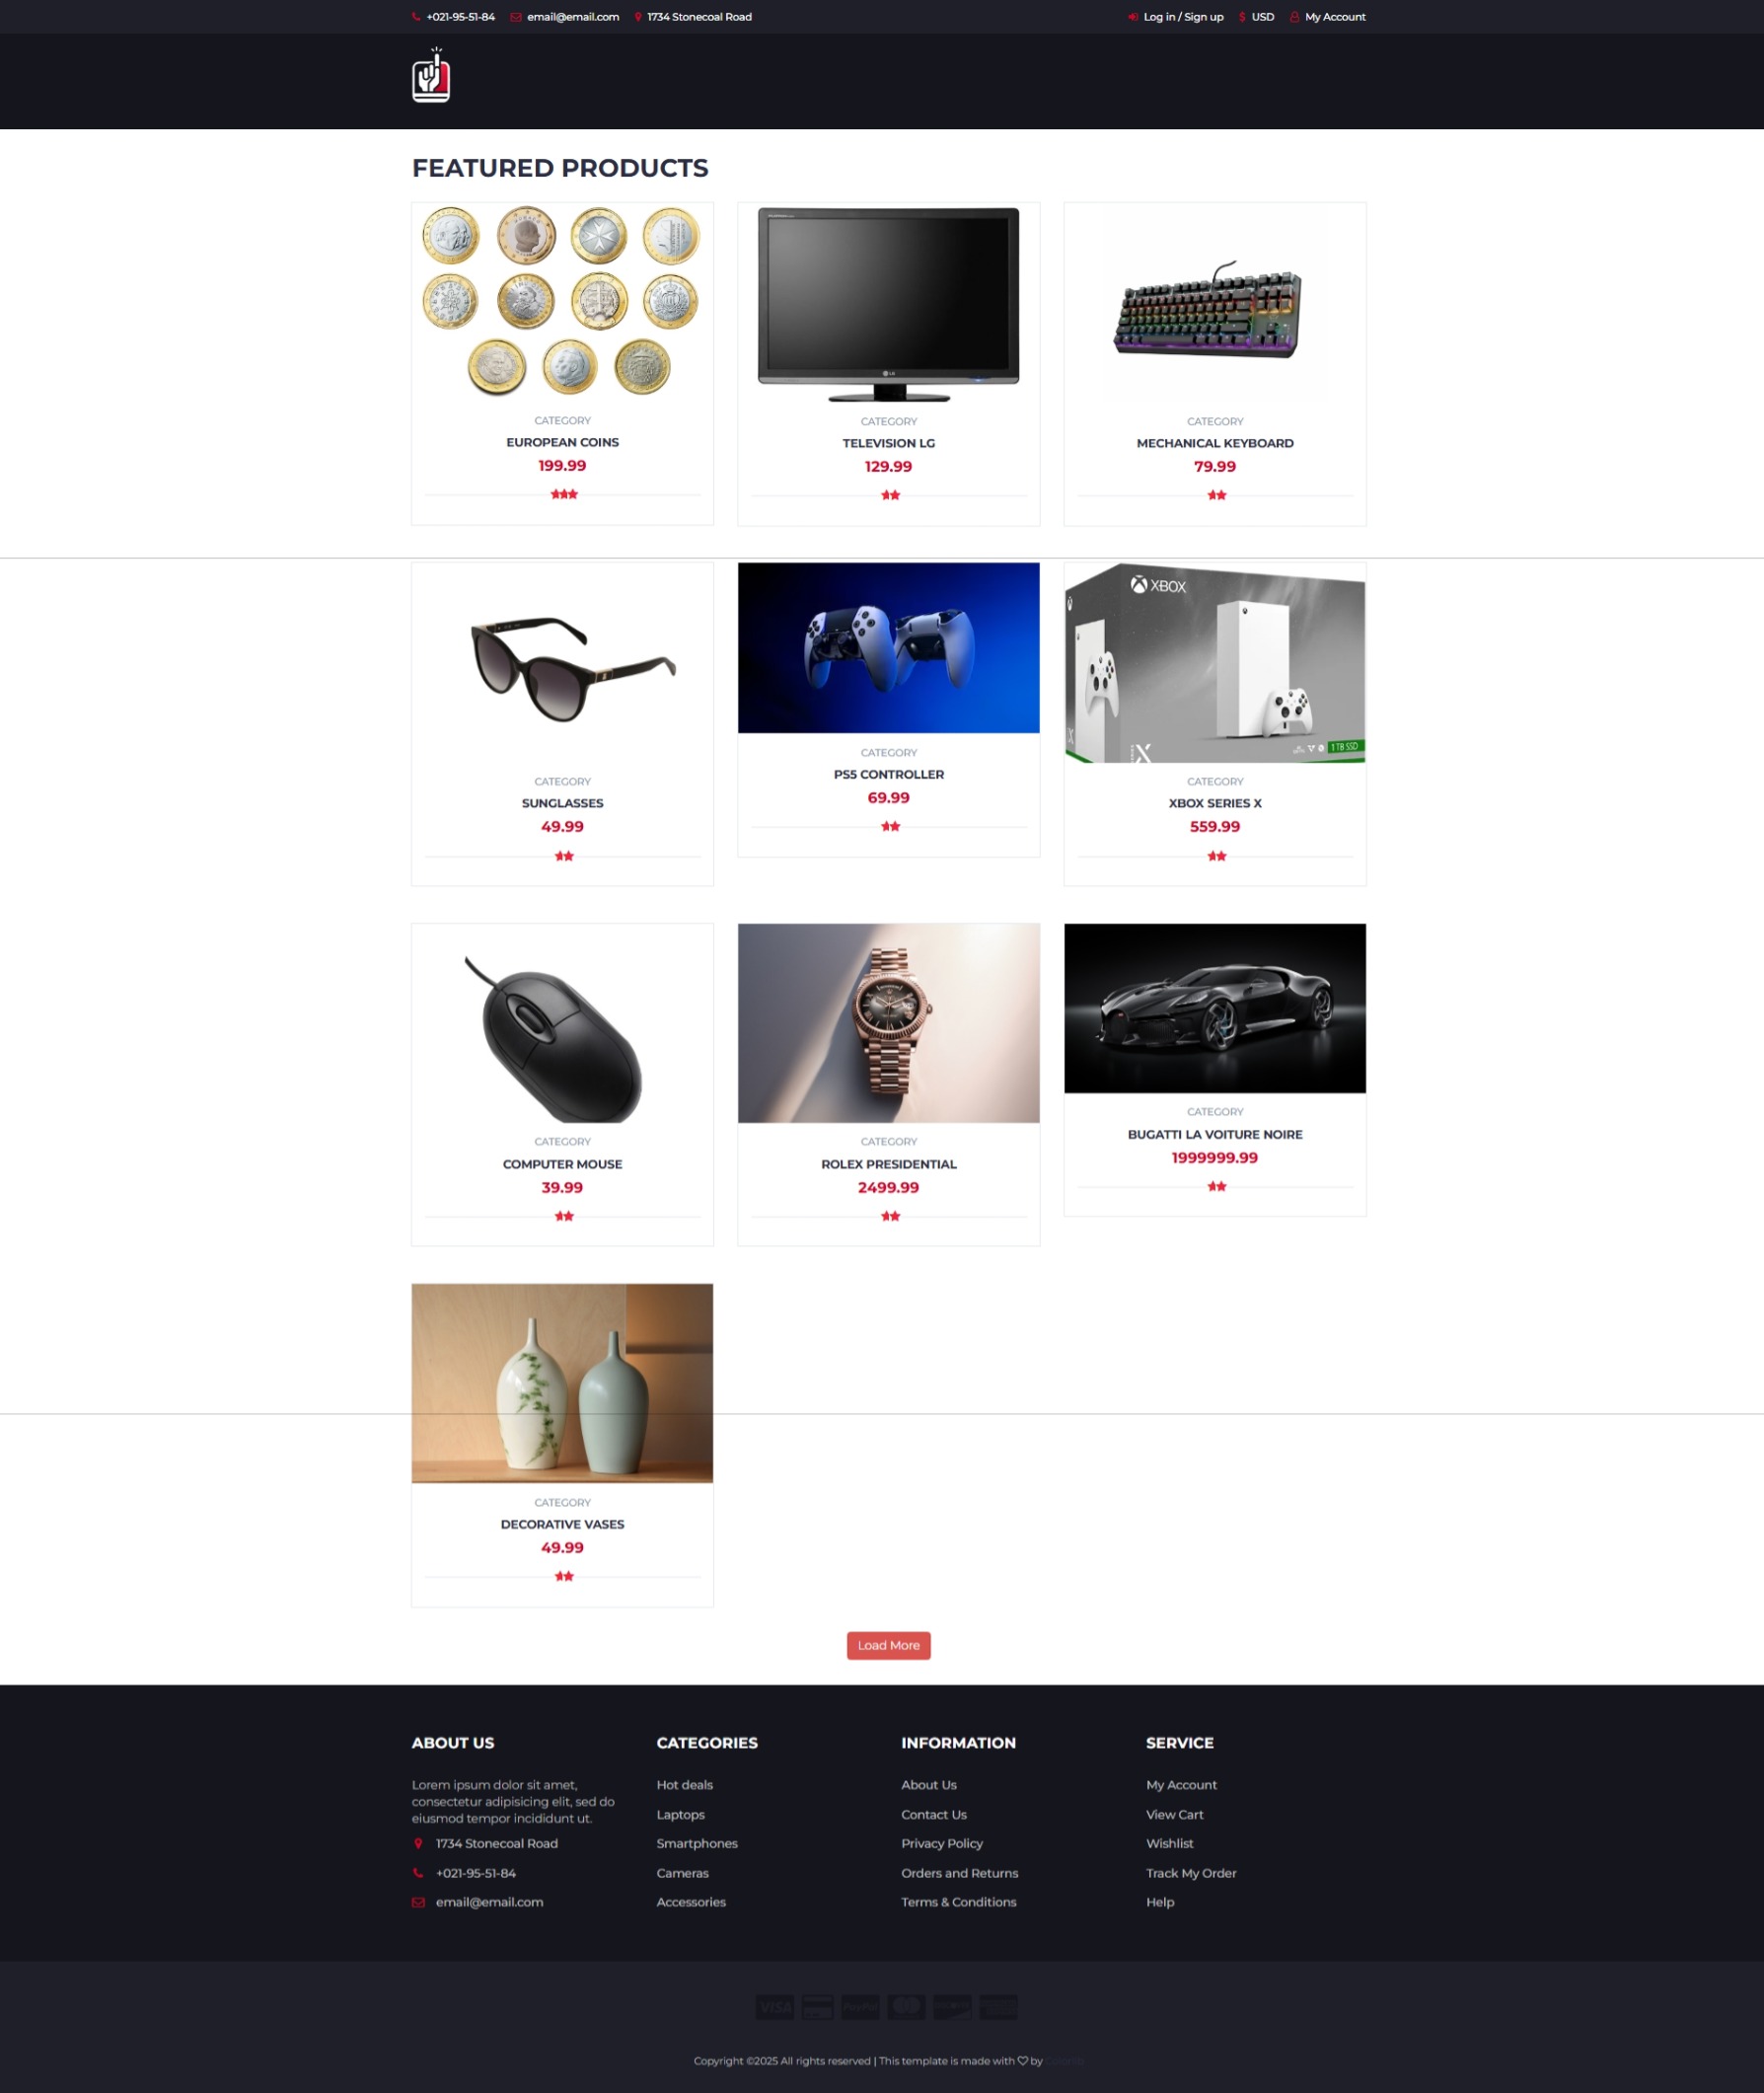 +021-95-51-84 email@email.com 1734 Stonecoal Road Log in / Sign up USD My Account
FEATURED PRODUCTS
LG
CATEGORY CATEGORY CATEGORY
EUROPEAN COINS TELEVISION LG MECHANICAL KEYBOARD
199.99 129.99 79.99
XBOX
1TB SSD
CATEGORY CATEGORY CATEGORY
SUNGLASSES PS5 CONTROLLER XBOX SERIES X
49.99 69.99 559.99
CATEGORY CATEGORY CATEGORY
COMPUTER MOUSE ROLEX PRESIDENTIAL BUGATTI LA VOITURE NOIRE
39.99 2499.99 1999999.99
CATEGORY
DECORATIVE VASES
49.99
Load More
ABOUT US CATEGORIES INFORMATION SERVICE
Lorem ipsum dolor sit amet,
consectetur adipisicing elit, sed do
eiusmod tempor incididunt ut.
1734 Stonecoal Road
+021-95-51-84
email@email.com
Hot deals
Laptops
Smartphones
Cameras
Accessories
About Us
Contact Us
Privacy Policy
Orders and Returns
Terms & Conditions
My Account
View Cart
Wishlist
Track My Order
Help
VISA PayPal
Copyright ©2025 All rights reserved | This template is made with ♡ by